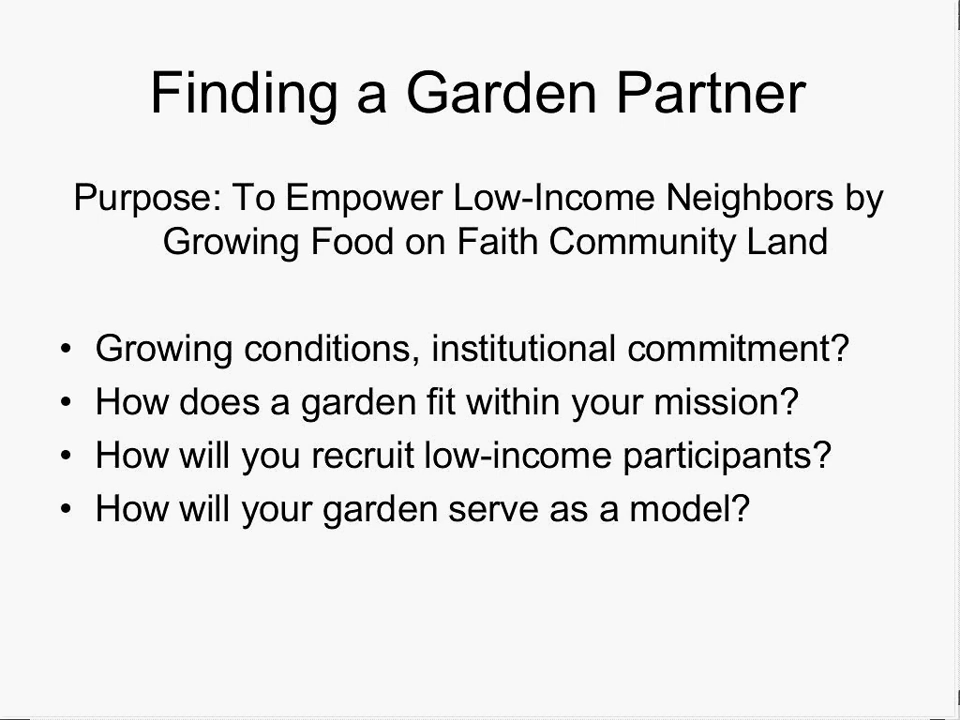 Finding a Garden Partner
Purpose: To Empower Low-Income Neighbors by
Growing Food on Faith Community Land
• Growing conditions, institutional commitment?
• How does a garden fit within your mission?
• How will you recruit low-income participants?
• How will your garden serve as a model?